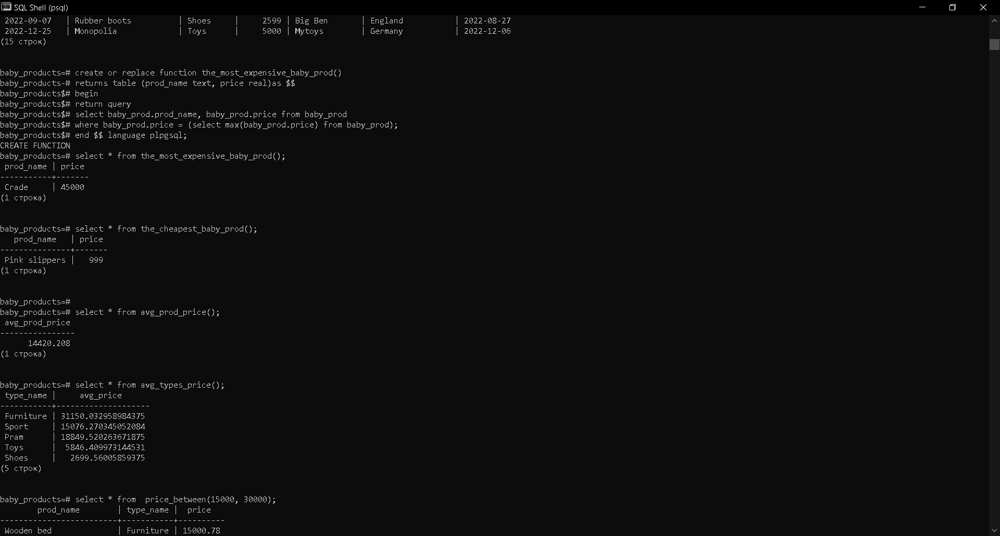 SQL Shell (psql)
2022-09-07 | Rubber boots | Shoes | 2599 | Big Ben | England | 2022-08-27
2022-12-25 | Monopolia | Toys | 5000 | Mytoys | Germany | 2022-12-06
(15 строк)
baby_products=# create or replace function the_most_expensive_baby_prod()
baby_products-# returns table (prod_name text, price real)as $$
baby_products$# begin
baby_products$# return query
baby_products$# select baby_prod.prod_name, baby_prod.price from baby_prod
baby_products$# where baby_prod.price = (select max(baby_prod.price) from baby_prod);
baby_products$# end $$ language plpgsql;
CREATE FUNCTION
baby_products=# select * from the_most_expensive_baby_prod();
prod_name | price
-----------+-------
Crade | 45000
(1 строка)
baby_products=# select * from the_cheapest_baby_prod();
prod_name | price
---------------+-------
Pink slippers | 999
(1 строка)
baby_products=#
baby_products=# select * from avg_prod_price();
avg_prod_price
----------------
14420.208
(1 строка)
baby_products=# select * from avg_types_price();
type_name | avg_price
-----------+--------------------
Furniture | 31150.032958984375
Sport | 15076.270345052084
Pram | 18849.520263671875
Toys | 5846.409973144531
Shoes | 2699.56005859375
(5 строк)
baby_products=# select * from  price_between(15000, 30000);
prod_name | type_name | price
-------------------------+-----------+----------
Wooden bed | Furniture | 15000.78